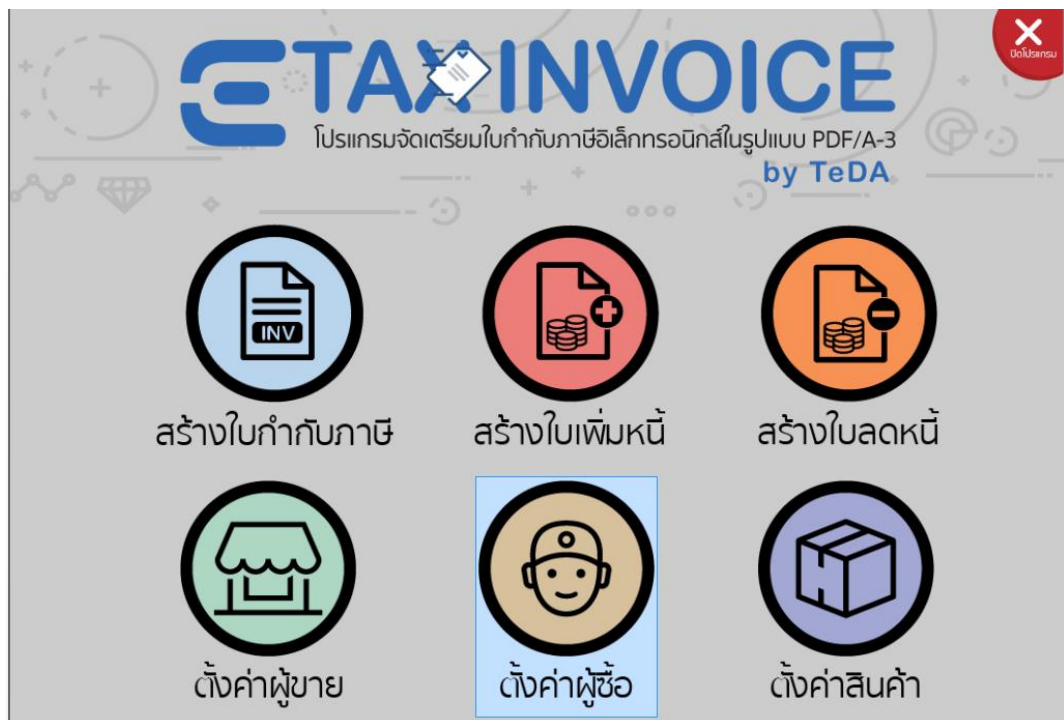 ETAXINVOICE
ปิดโปรแกรม
โปรแกรมจัดเตรียมใบกำกับภาษีอิเล็กทรอนิกส์ในรูปแบบ PDF/A-3
by TeDA
INV
สร้างใบกำกับภาษี
สร้างใบเพิ่มหนี้
สร้างใบลดหนี้
ตั้งค่าผู้ขาย
ตั้งค่าผู้ซื้อ
ตั้งค่าสินค้า